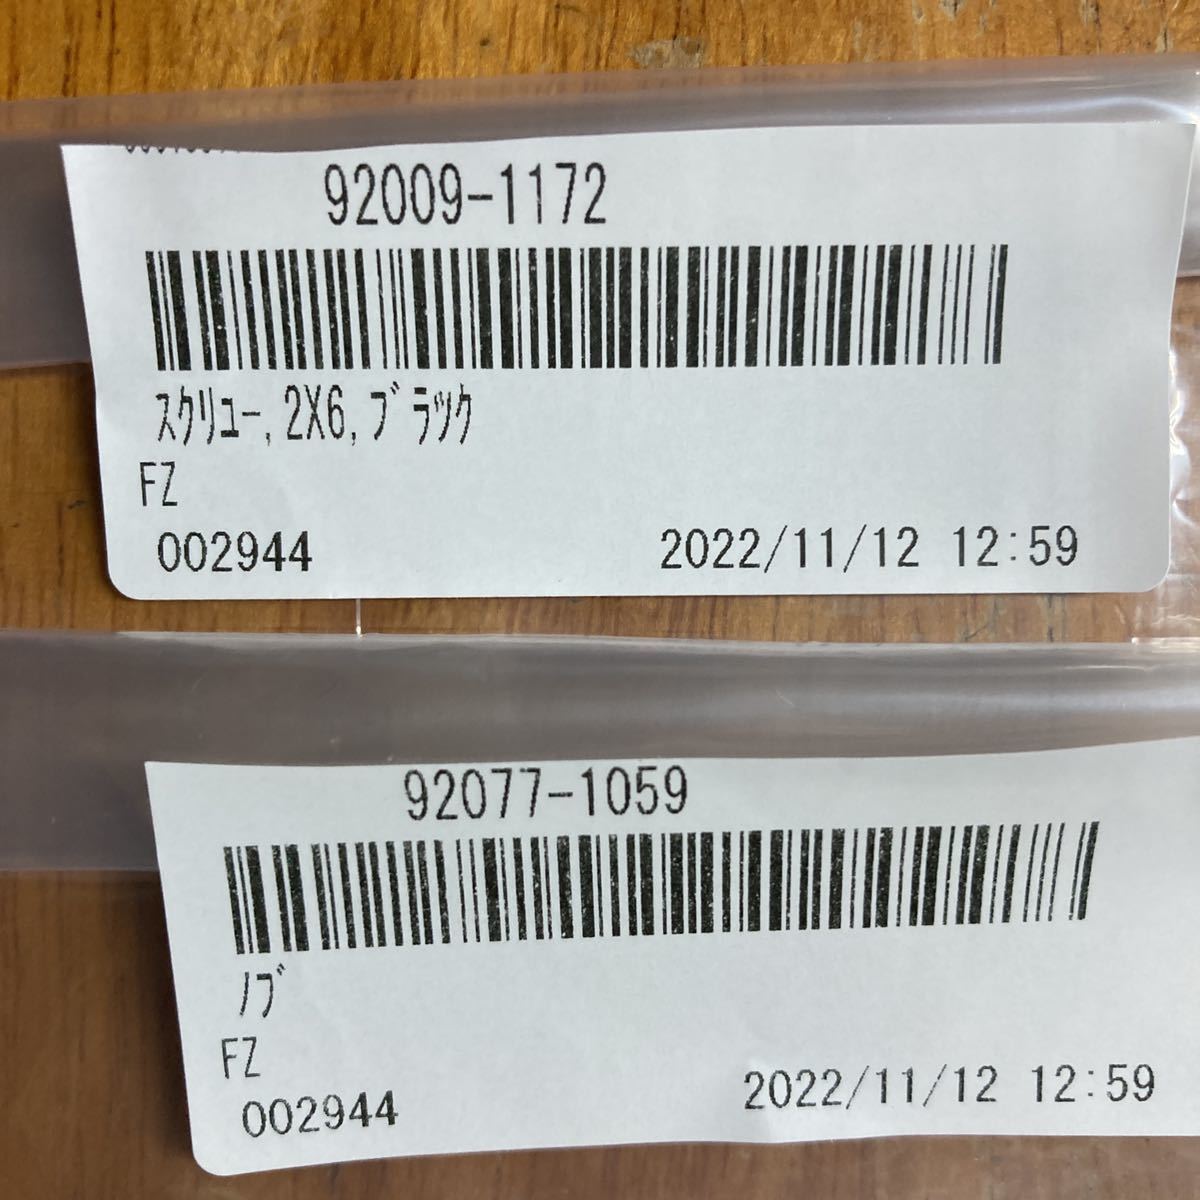 92009-1172
ｽｸﾘｭｰ,2X6,ﾌﾞﾗﾂｸ
FZ
002944 2022/11/12 12:59
92077-1059
ﾉﾌﾞ
FZ
002944 2022/11/12 12:59